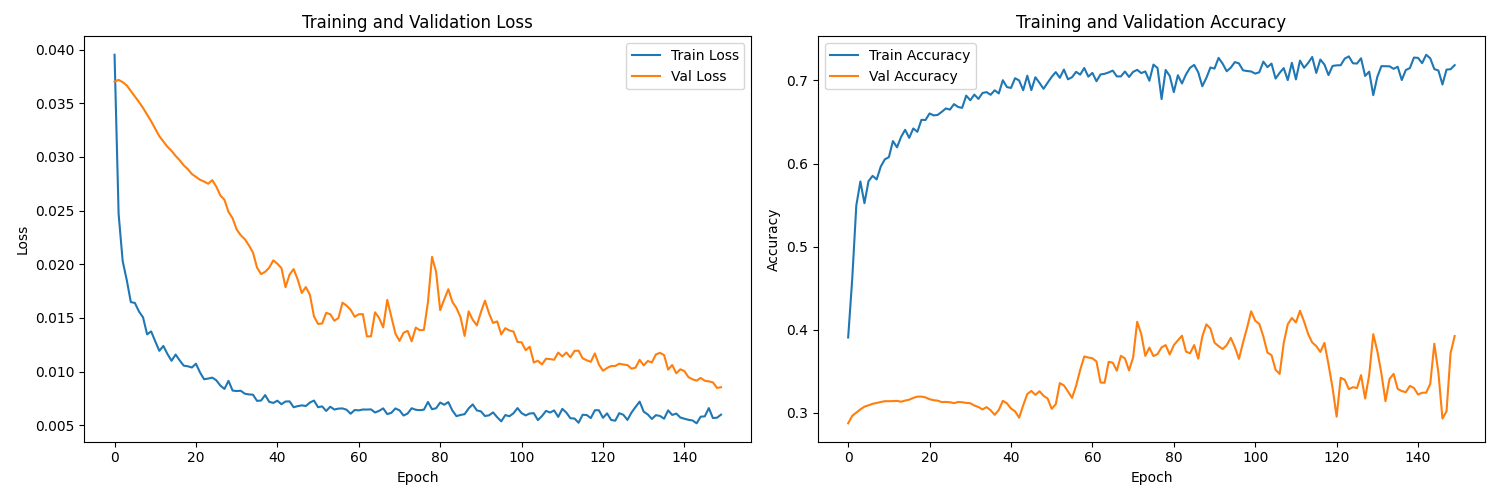 Training and Validation Loss
Loss
0.040
0.035
0.030
0.025
0.020
0.015
0.010
0.005
Train Loss
Val Loss
0 20 40 60 80 100 120 140
Epoch
Training and Validation Accuracy
Accuracy
0.7
0.6
0.5
0.4
0.3
Train Accuracy
Val Accuracy
0 20 40 60 80 100 120 140
Epoch